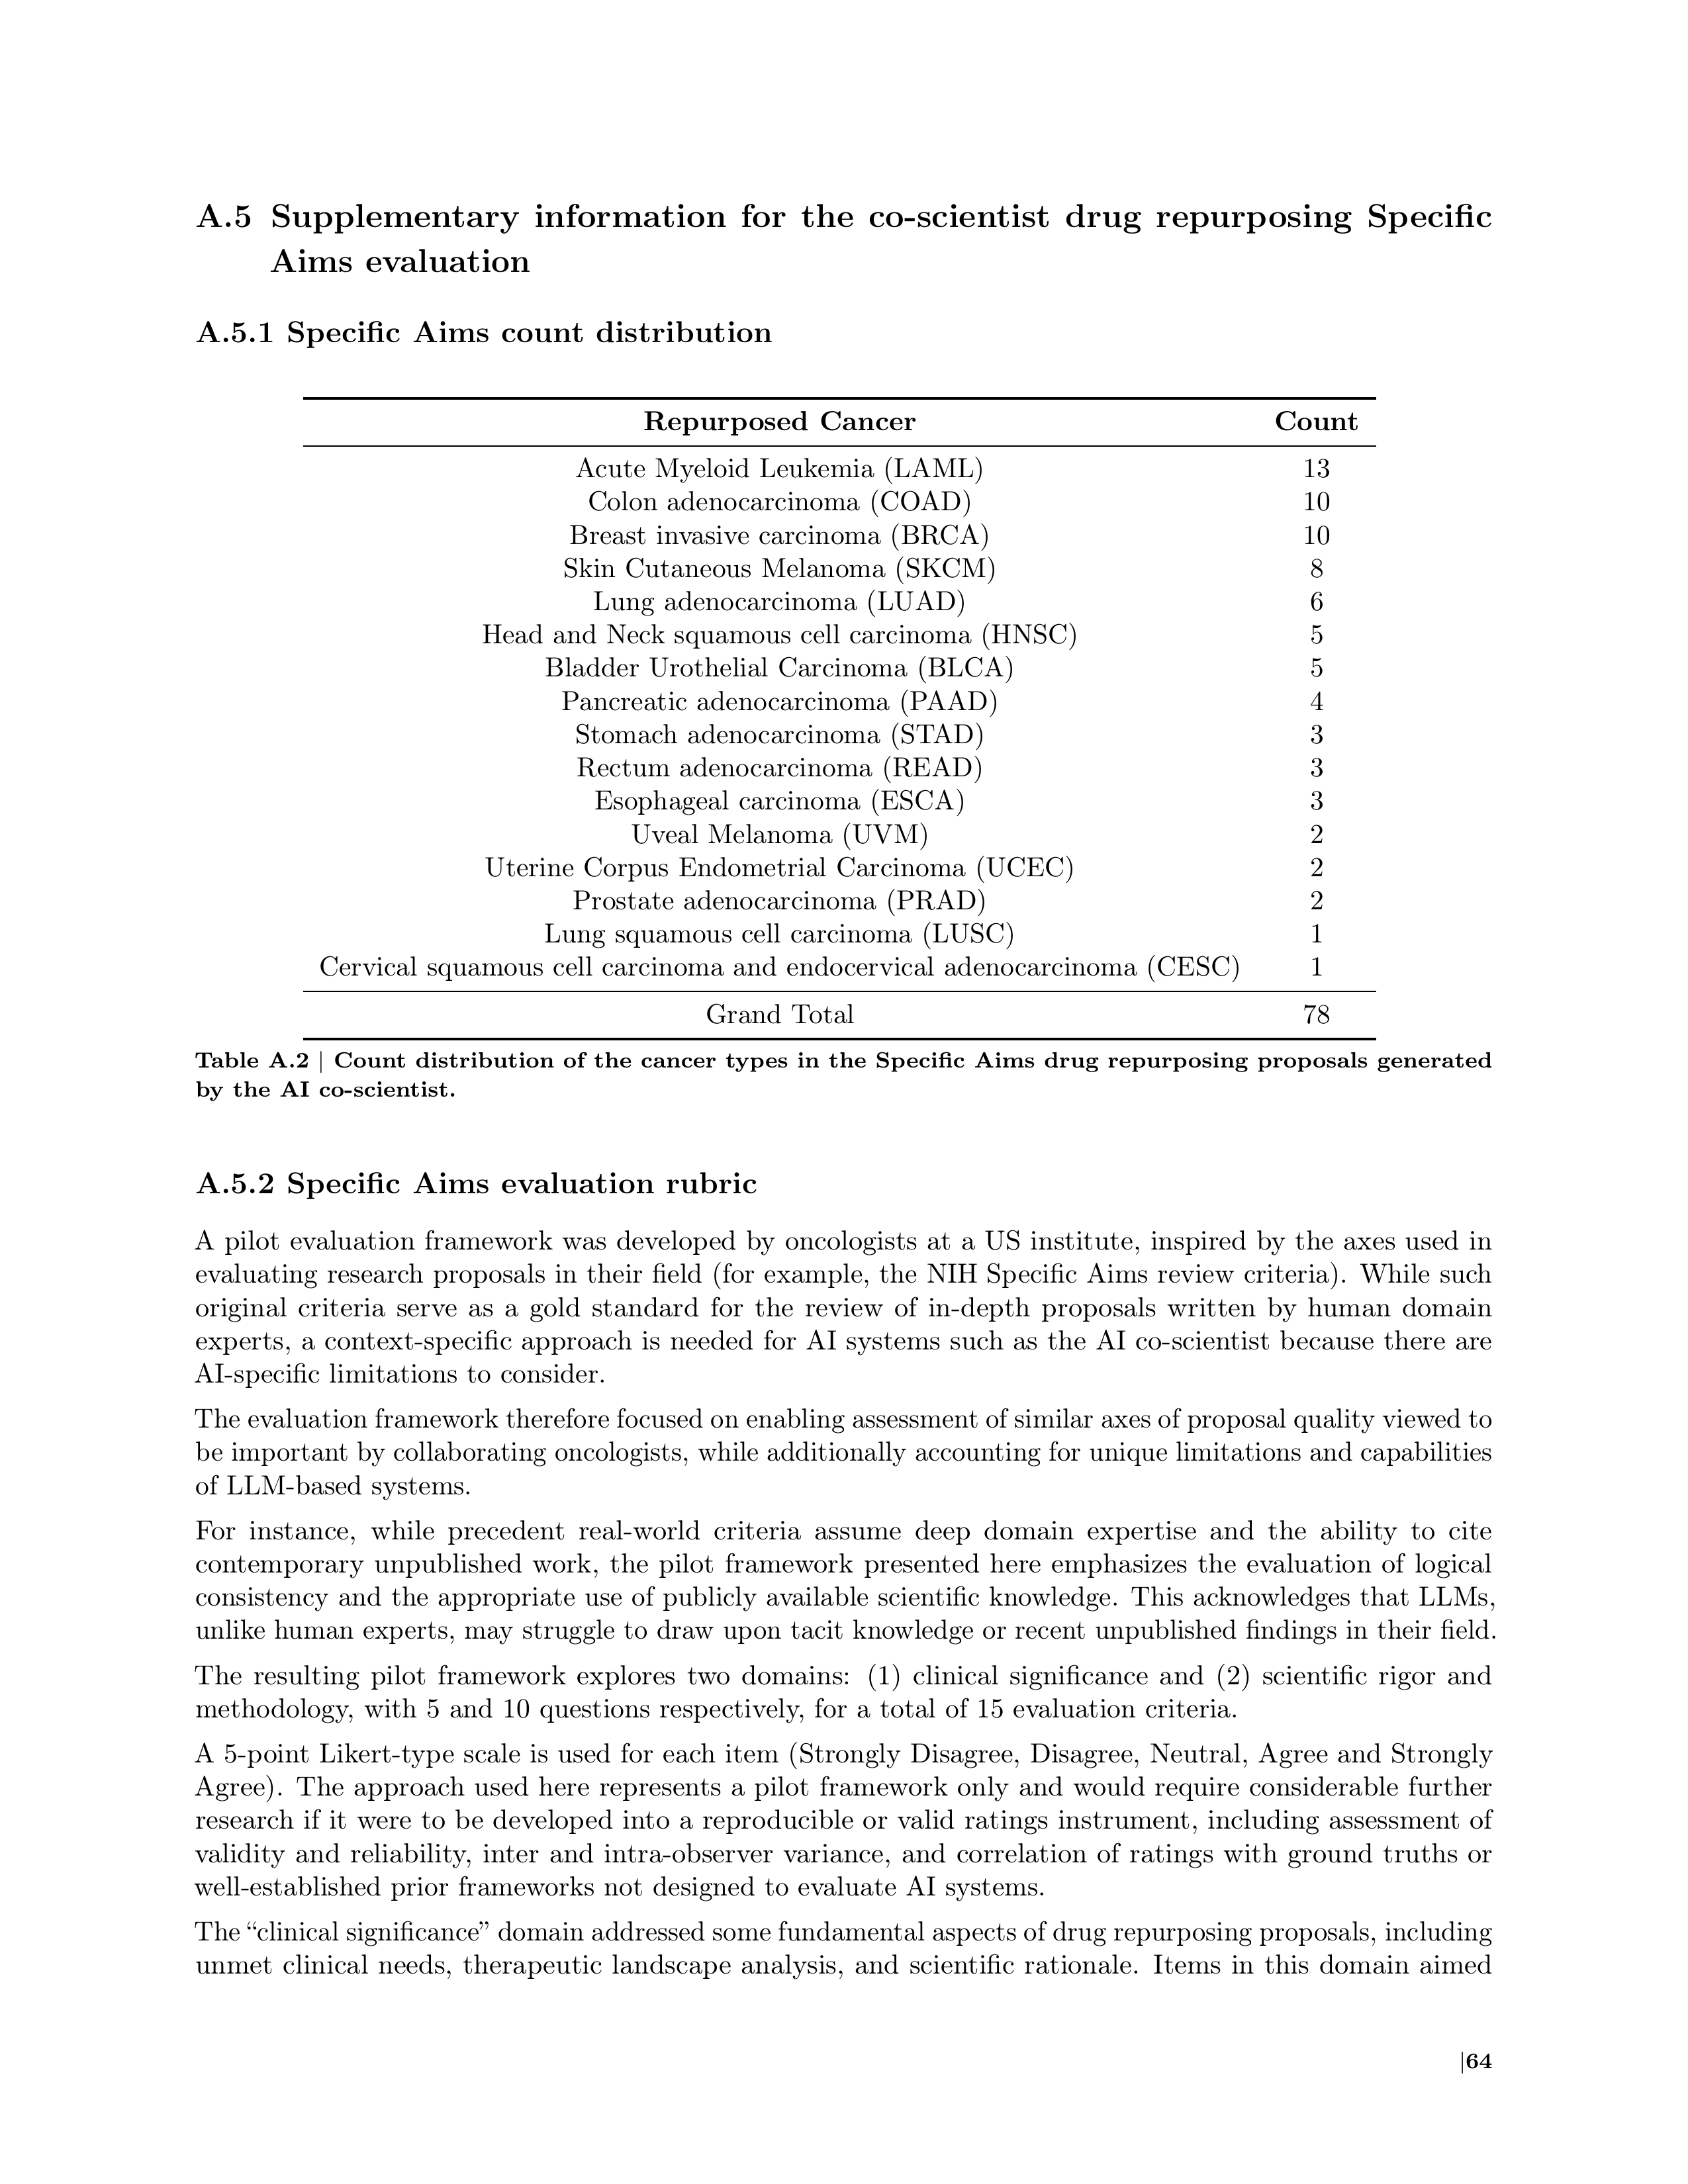 A.5 Supplementary information for the co-scientist drug repurposing Specific
Aims evaluation
A.5.1 Specific Aims count distribution
Repurposed Cancer Count
Acute Myeloid Leukemia (LAML) 13
Colon adenocarcinoma (COAD) 10
Breast invasive carcinoma (BRCA) 10
Skin Cutaneous Melanoma (SKCM) 8
Lung adenocarcinoma (LUAD) 6
Head and Neck squamous cell carcinoma (HNSC) 5
Bladder Urothelial Carcinoma (BLCA) 5
Pancreatic adenocarcinoma (PAAD) 4
Stomach adenocarcinoma (STAD) 3
Rectum adenocarcinoma (READ) 3
Esophageal carcinoma (ESCA) 3
Uveal Melanoma (UVM) 2
Uterine Corpus Endometrial Carcinoma (UCEC) 2
Prostate adenocarcinoma (PRAD) 2
Lung squamous cell carcinoma (LUSC) 1
Cervical squamous cell carcinoma and endocervical adenocarcinoma (CESC) 1
Grand Total 78
Table A.2 | Count distribution of the cancer types in the Specific Aims drug repurposing proposals generated
by the AI co-scientist.
A.5.2 Specific Aims evaluation rubric
A pilot evaluation framework was developed by oncologists at a US institute, inspired by the axes used in
evaluating research proposals in their field (for example, the NIH Specific Aims review criteria). While such
original criteria serve as a gold standard for the review of in-depth proposals written by human domain
experts, a context-specific approach is needed for AI systems such as the AI co-scientist because there are
AI-specific limitations to consider.
The evaluation framework therefore focused on enabling assessment of similar axes of proposal quality viewed to
be important by collaborating oncologists, while additionally accounting for unique limitations and capabilities
of LLM-based systems.
For instance, while precedent real-world criteria assume deep domain expertise and the ability to cite
contemporary unpublished work, the pilot framework presented here emphasizes the evaluation of logical
consistency and the appropriate use of publicly available scientific knowledge. This acknowledges that LLMs,
unlike human experts, may struggle to draw upon tacit knowledge or recent unpublished findings in their field.
The resulting pilot framework explores two domains: (1) clinical significance and (2) scientific rigor and
methodology, with 5 and 10 questions respectively, for a total of 15 evaluation criteria.
A 5-point Likert-type scale is used for each item (Strongly Disagree, Disagree, Neutral, Agree and Strongly
Agree). The approach used here represents a pilot framework only and would require considerable further
research if it were to be developed into a reproducible or valid ratings instrument, including assessment of
validity and reliability, inter and intra-observer variance, and correlation of ratings with ground truths or
well-established prior frameworks not designed to evaluate AI systems.
The “clinical significance” domain addressed some fundamental aspects of drug repurposing proposals, including
unmet clinical needs, therapeutic landscape analysis, and scientific rationale. Items in this domain aimed
|64